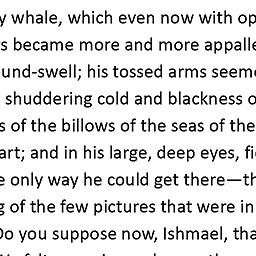 y whale, which even now with op
s became more and more appalle
und-swell; his tossed arms seem
shuddering cold and blackness o
s of the billows of the seas of the
art; and in his large, deep eyes, fi
e only way he could get there—th
g of the few pictures that were in
Do you suppose now, Ishmael, tha